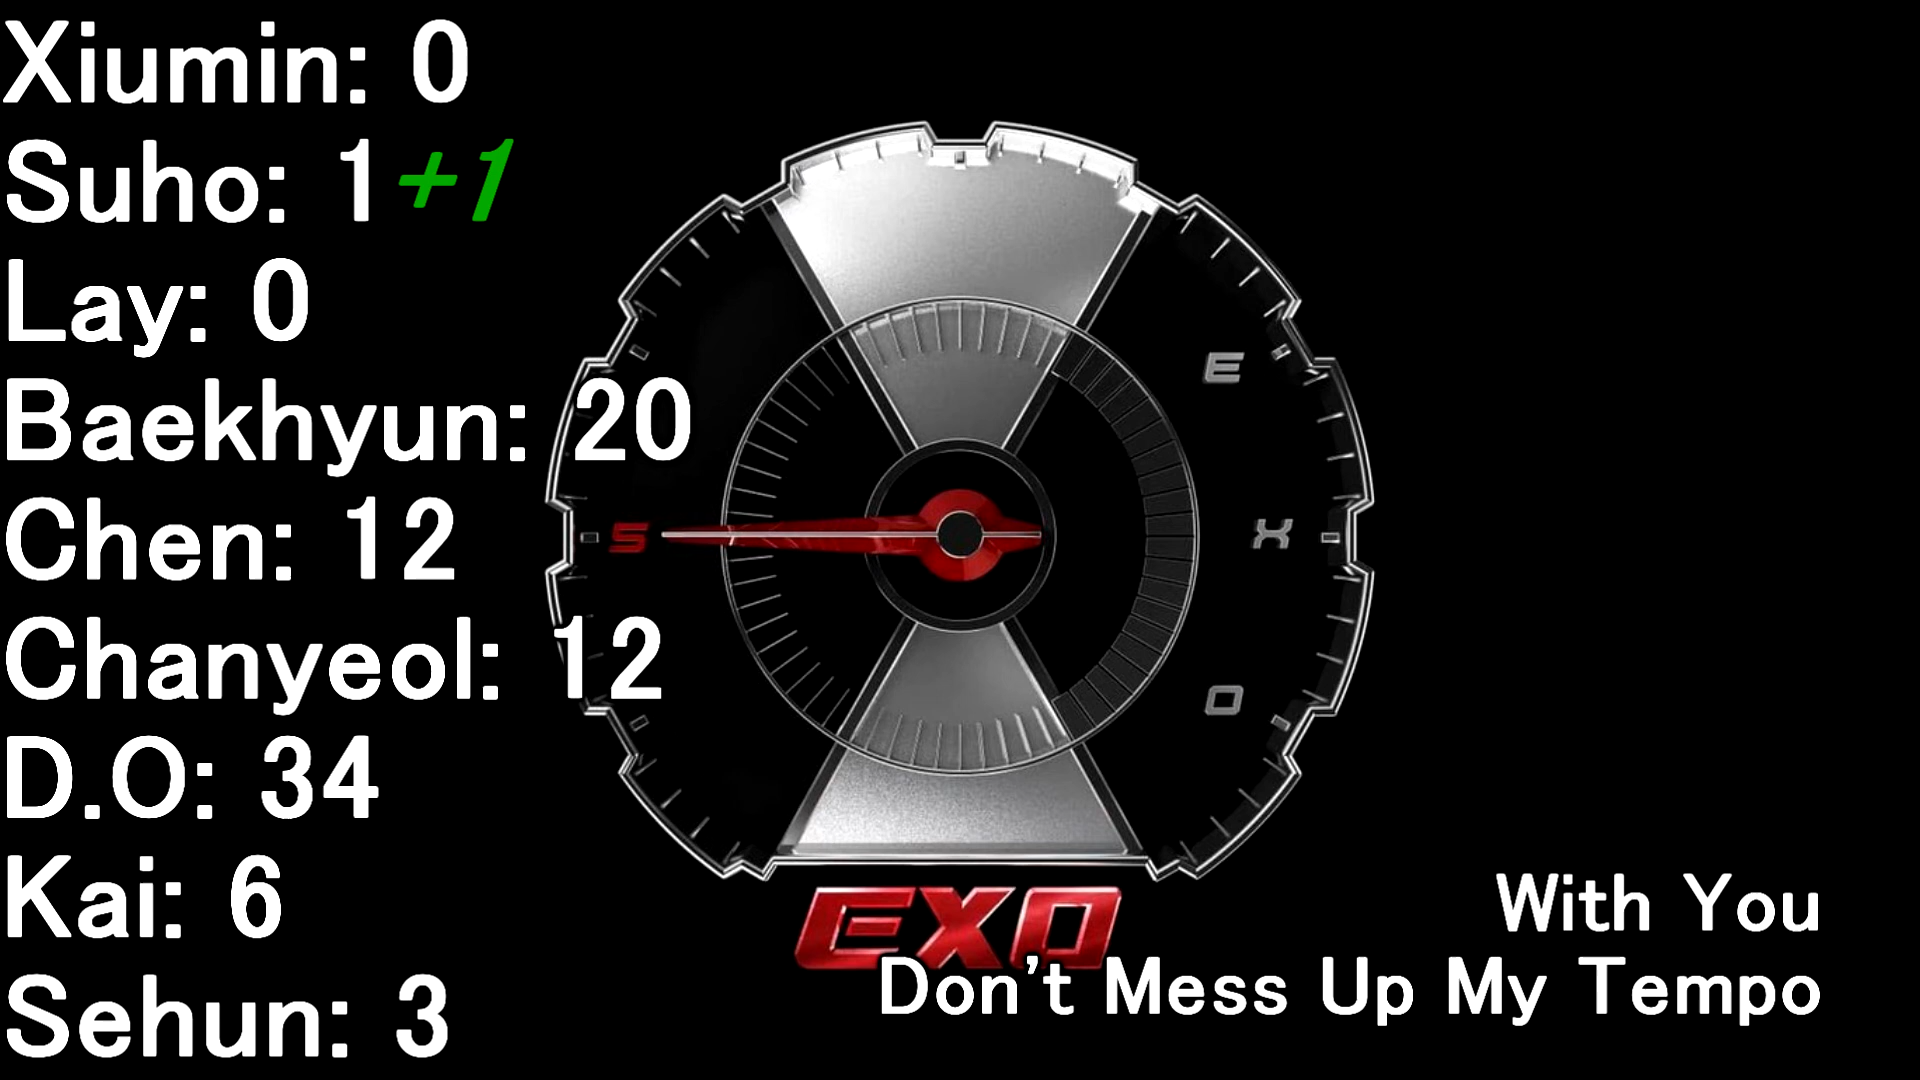 Xiumin: 0
Suho: 1 +1
Lay: 0
Baekhyun: 20
Chen: 12
Chanyeol: 12
D.O: 34
Kai: 6
Sehun: 3
S
E
X
O
EXO
With You
Don't Mess Up My Tempo